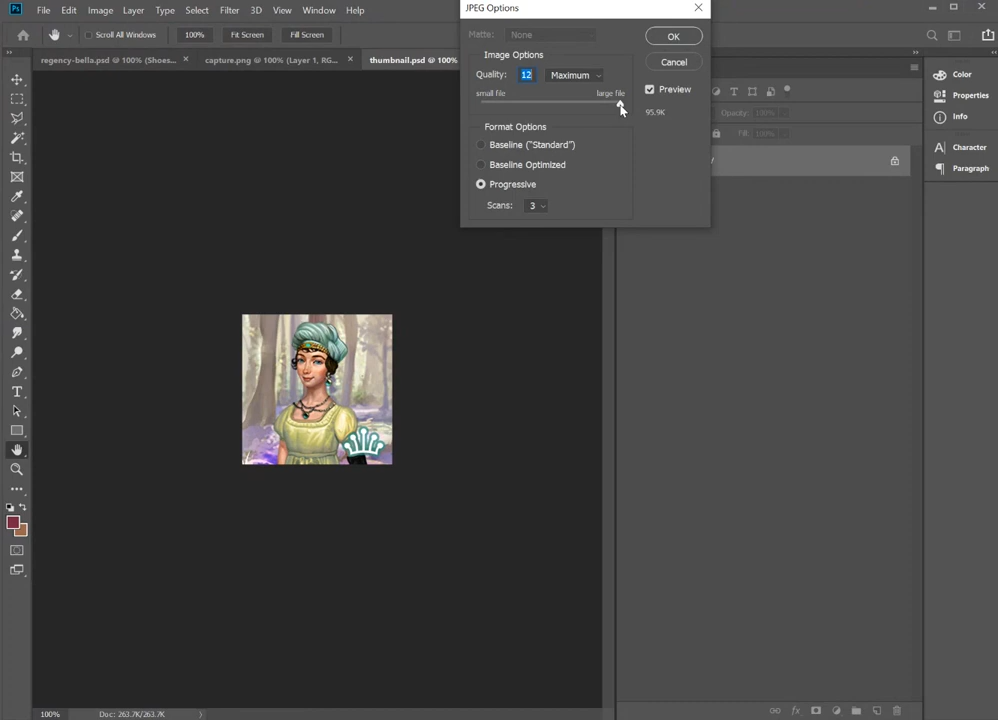 Ps File Edit Image Layer Type Select Filter 3D View Window Help
JPEG Options
Scroll All Windows 100% Fit Screen Fill Screen
regency-bella.psd @ 100% (Shoes... × capture.png @ 100% (Layer 1, RG... × thumbnail.psd @ 100%
Matte: None
OK
Image Options
Quality: 12 Maximum
Cancel
small file large file
Preview
95.9K
Format Options
Baseline ("Standard")
Baseline Optimized
Progressive
Scans: 3
Opacity: 100%
Fill: 100%
Color
Properties
Info
Character
Paragraph
100% Doc: 263.7K/263.7K